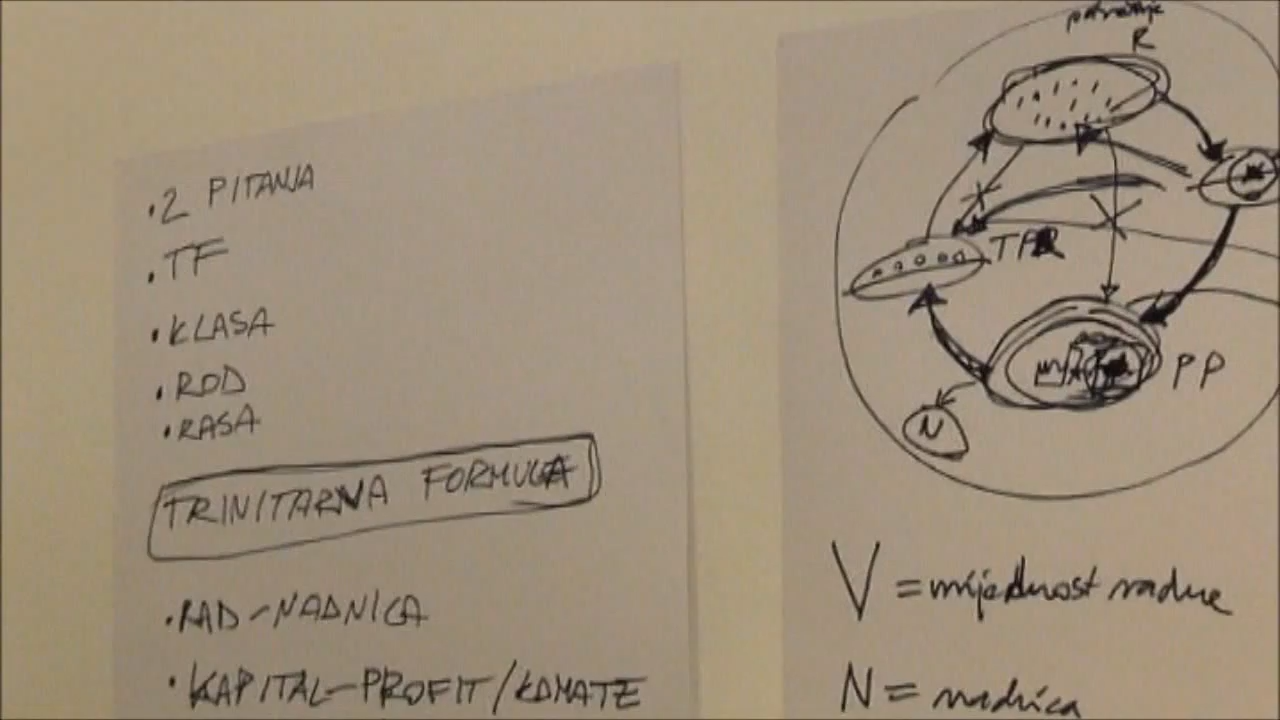 • 2 PITANJA
• TF
• KLASA
• ROD
• RASA
TRINITARNA FORMULA
• RAD – NADNICA
• KAPITAL – PROFIT / KAMATE
R
TPR
PP
N
V = vrijednost radne
N = nadnica